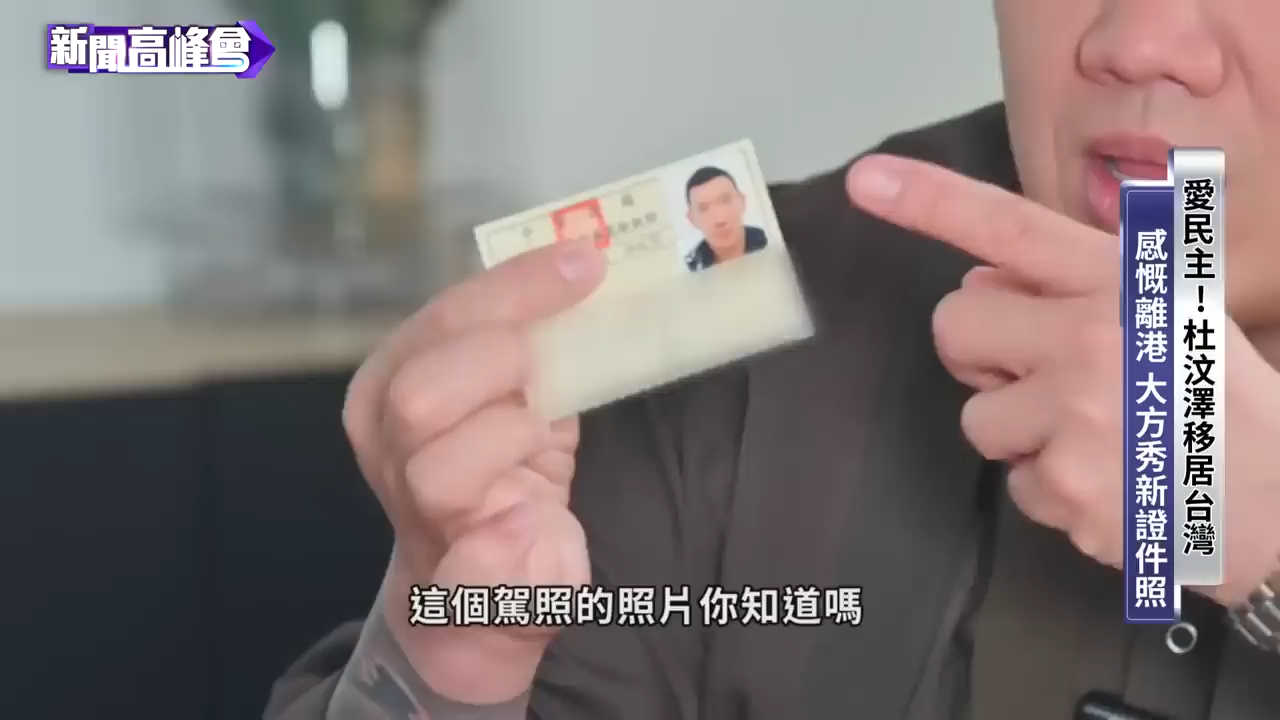 新聞高峰會
愛民主！杜汶澤移居台灣
感慨離港 大方秀新證件照
這個駕照的照片你知道嗎